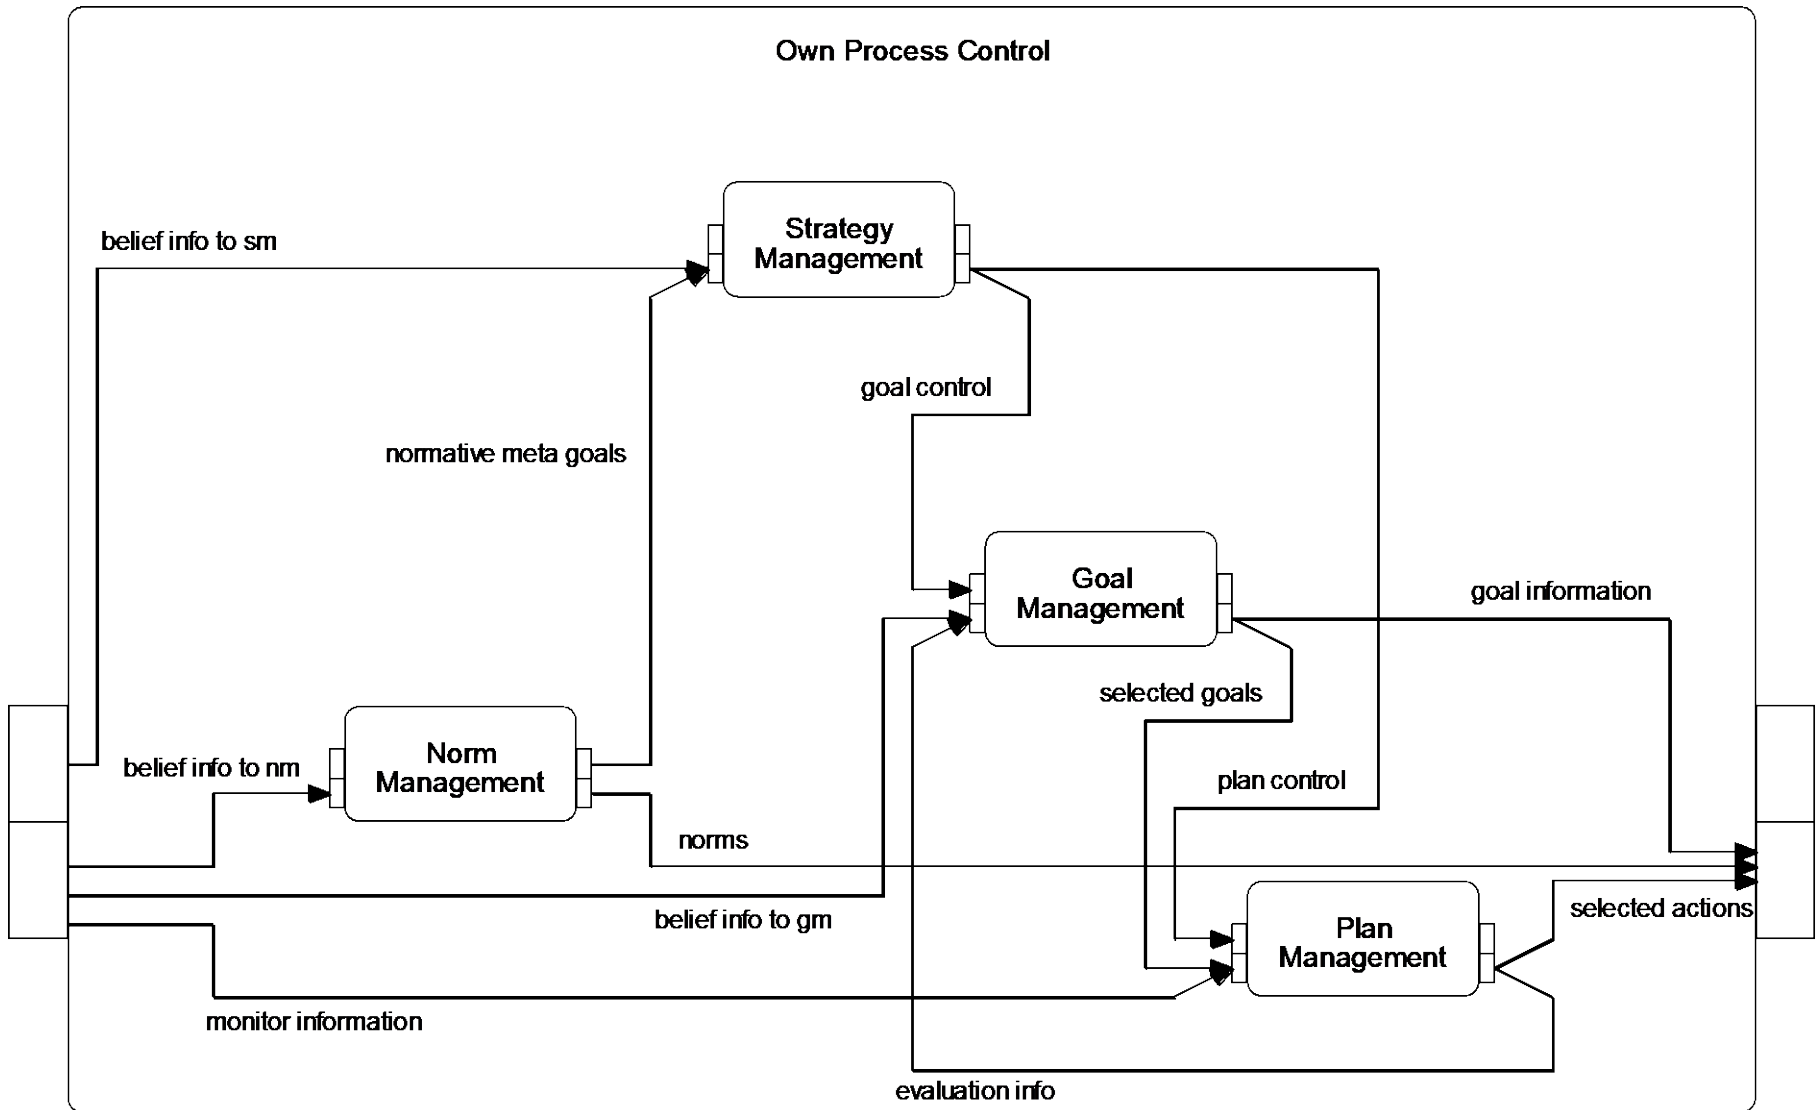 Own Process Control
Strategy
Management
belief info to sm
goal control
normative meta goals
Goal
Management
goal information
selected goals
Norm
Management
belief info to nm
plan control
norms
selected actions
belief info to gm
Plan
Management
monitor information
evaluation info